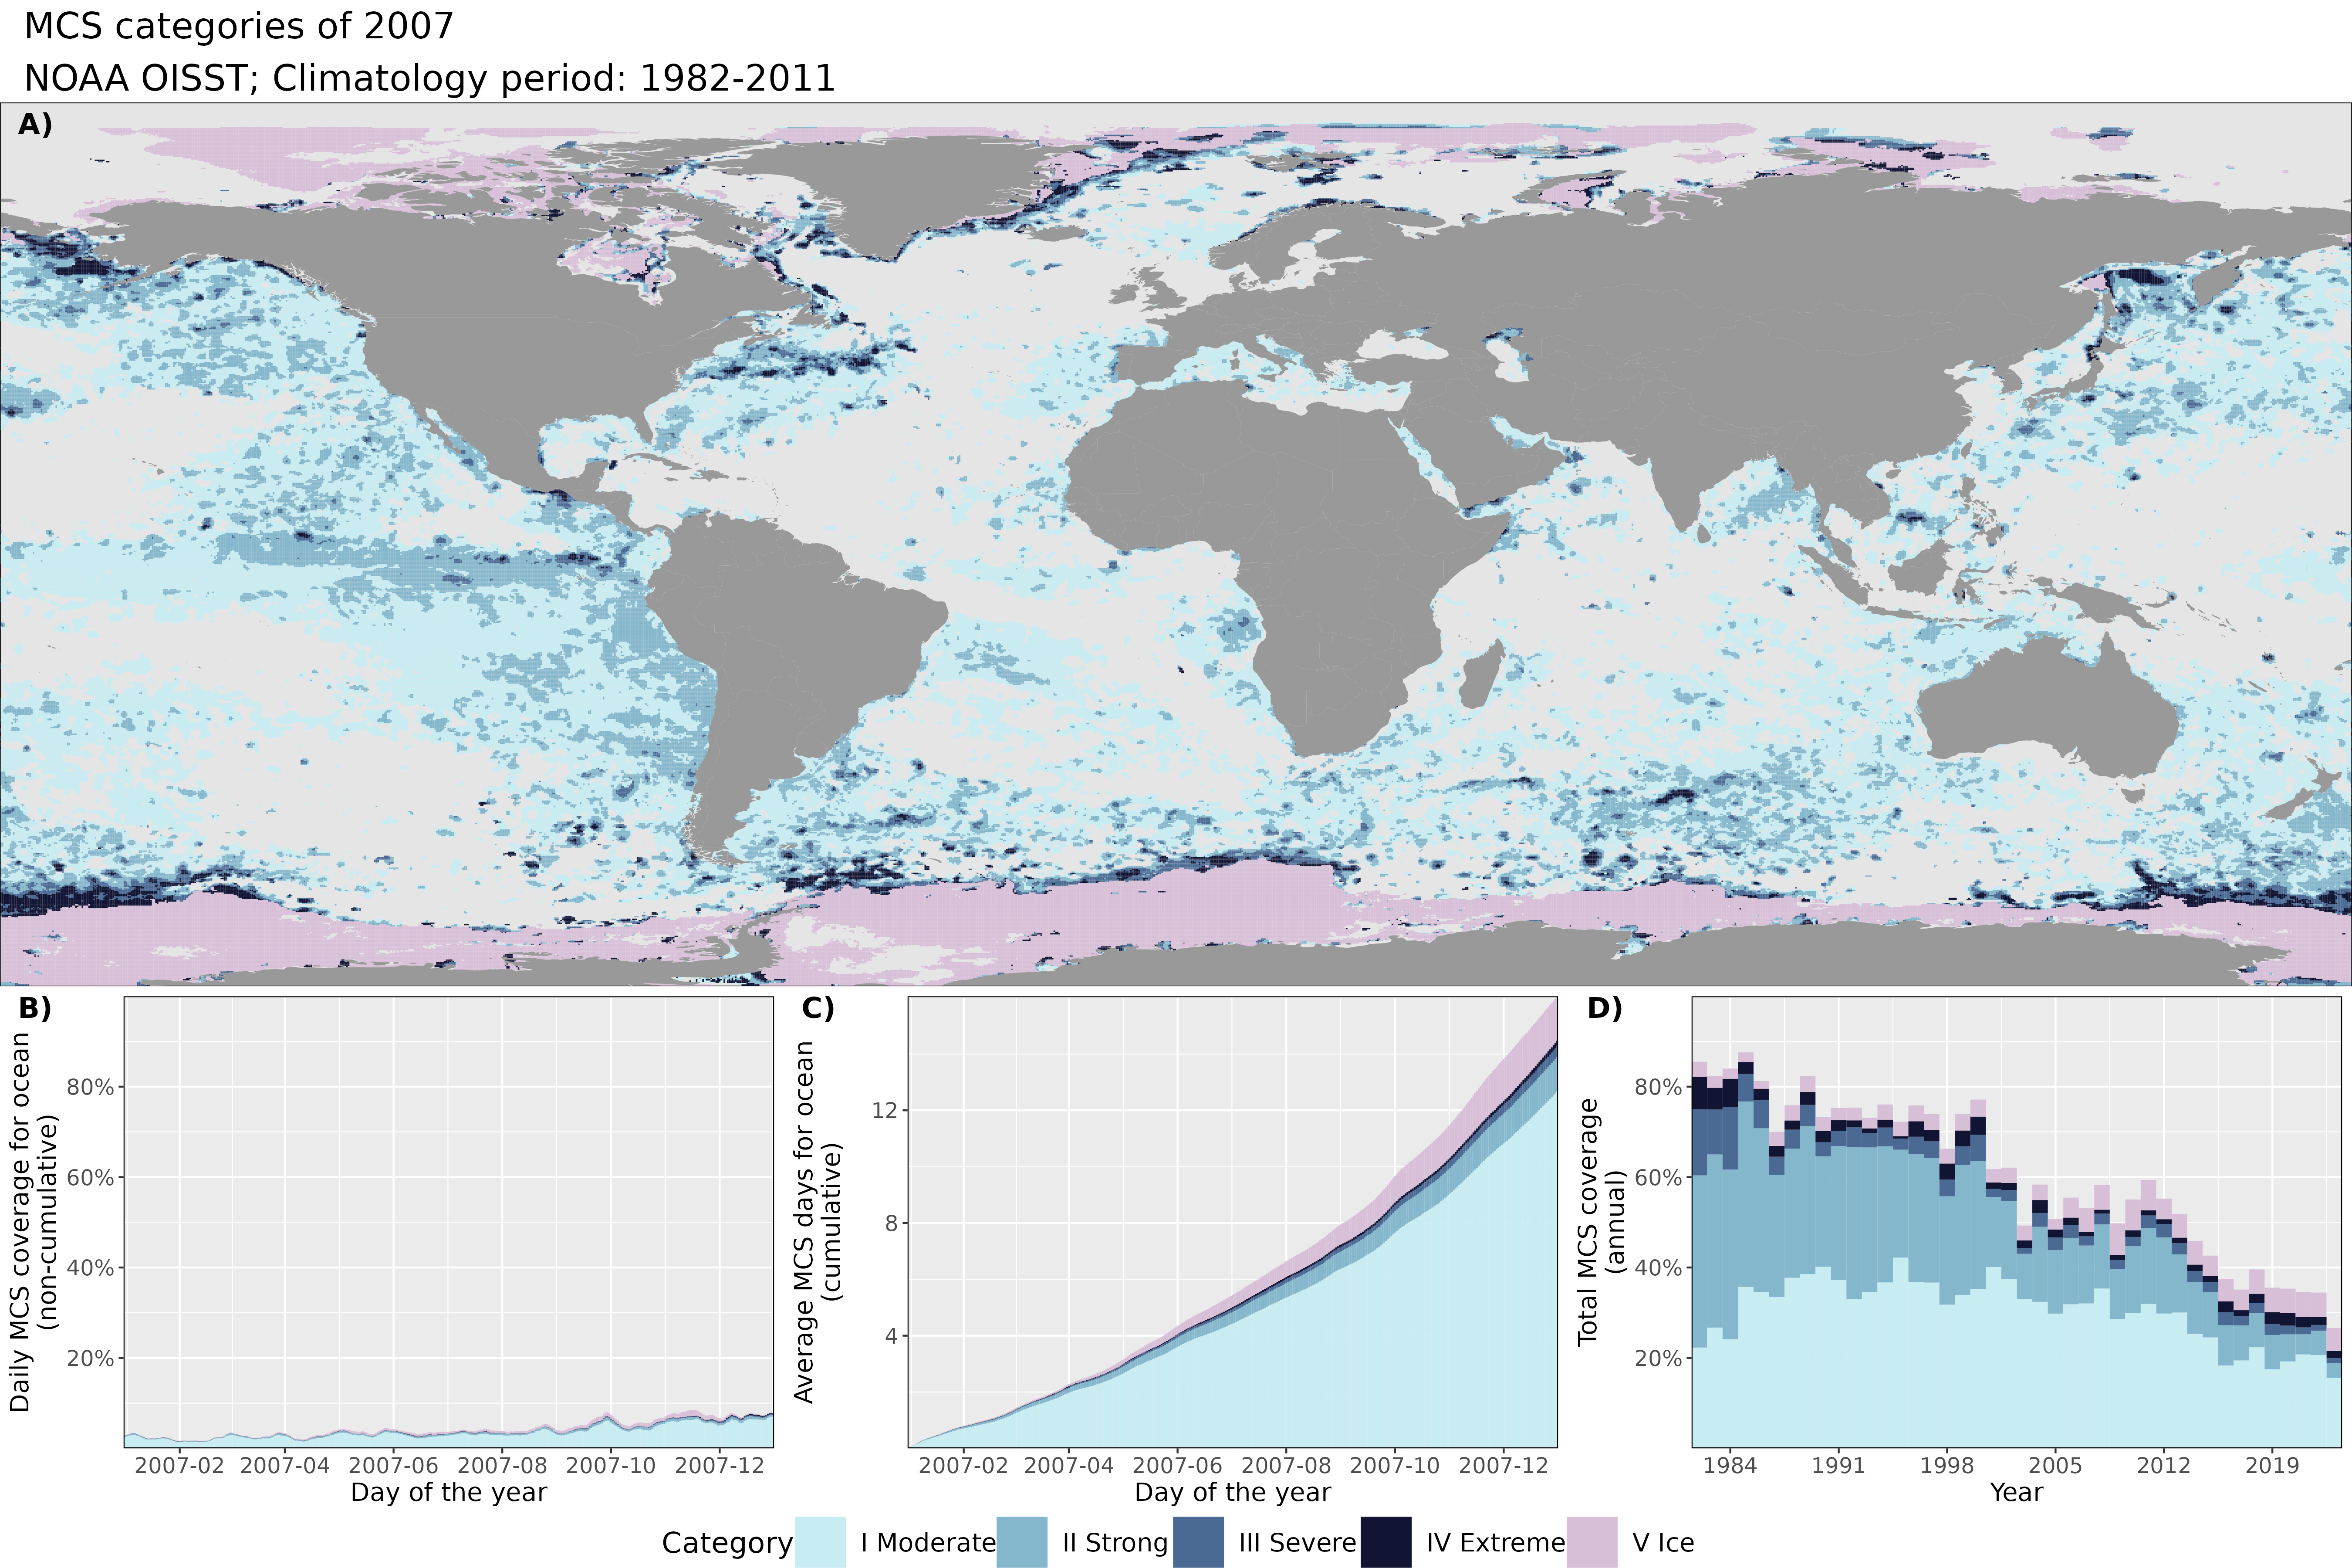 MCS categories of 2007
NOAA OISST; Climatology period: 1982-2011
A)
B)
Daily MCS coverage for ocean
(non-cumulative)
80%
60%
40%
20%
2007-02 2007-04 2007-06 2007-08 2007-10 2007-12
Day of the year
C)
Average MCS days for ocean
(cumulative)
12
8
4
2007-02 2007-04 2007-06 2007-08 2007-10 2007-12
Day of the year
D)
Total MCS coverage
(annual)
80%
60%
40%
20%
1984 1991 1998 2005 2012 2019
Year
Category I Moderate II Strong III Severe IV Extreme V Ice